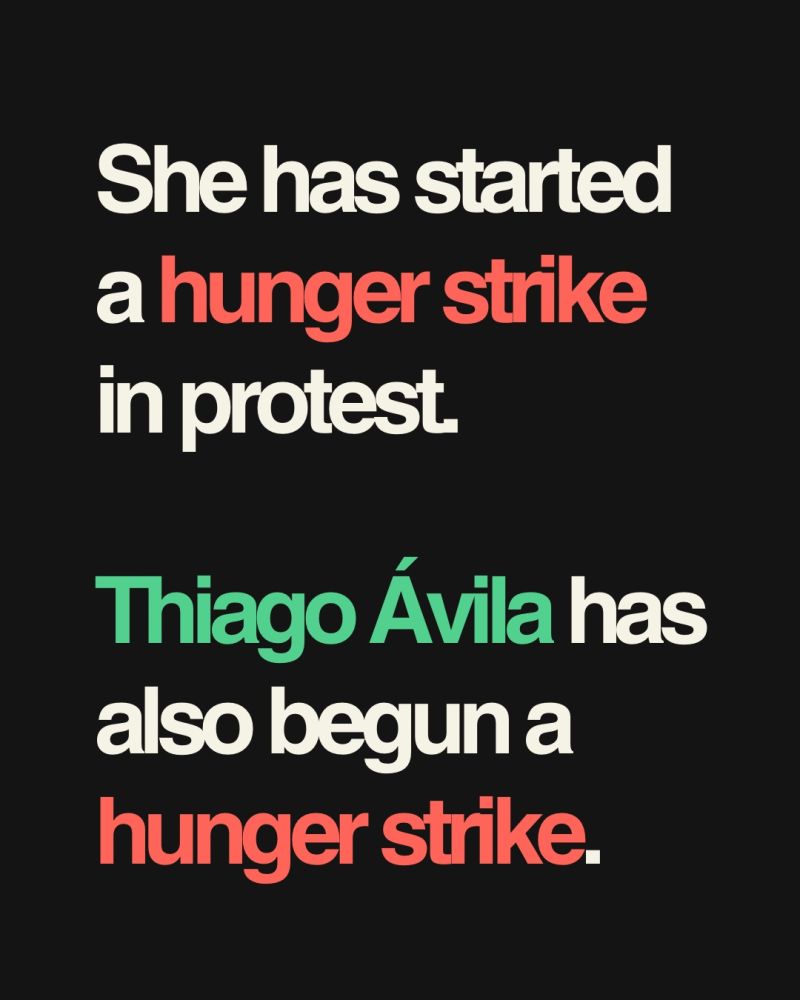 She has started
a hunger strike
in protest.
Thiago Ávila has
also begun a
hunger strike.